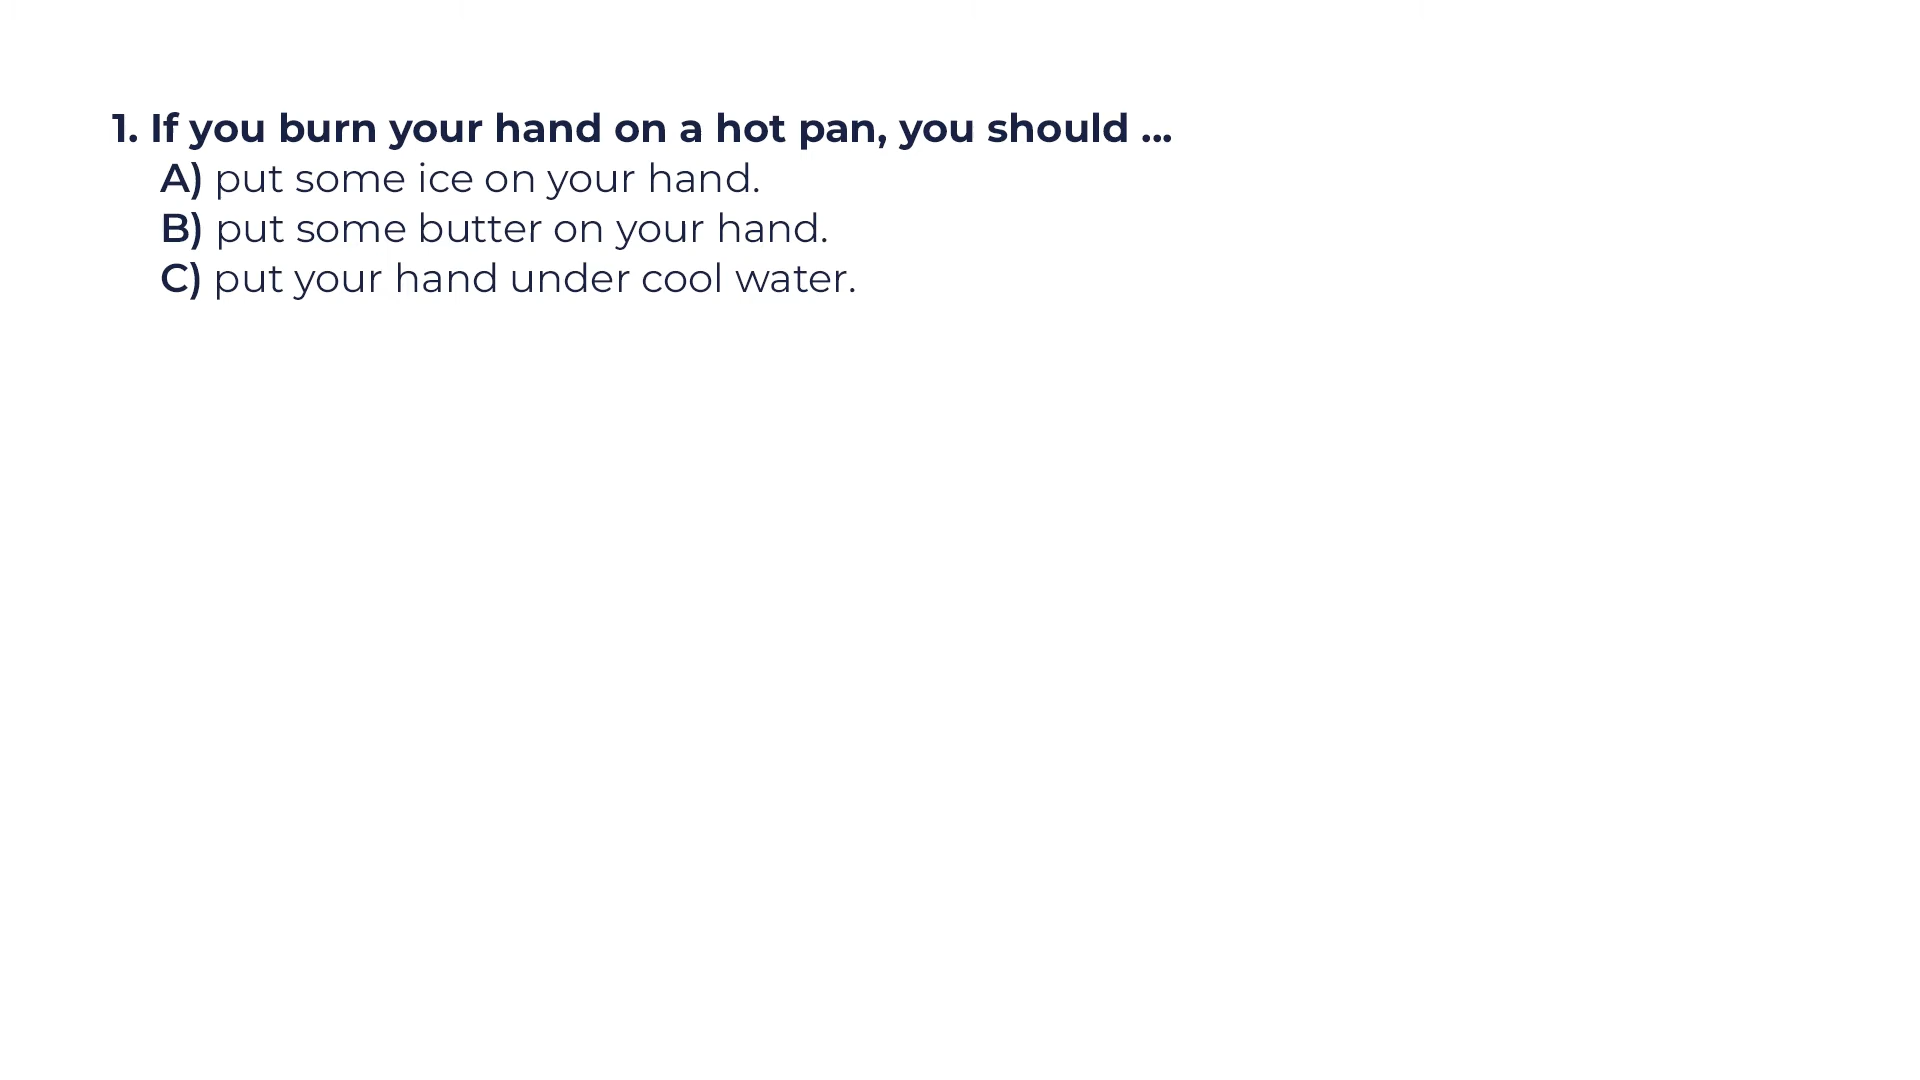 1. If you burn your hand on a hot pan, you should ...
A) put some ice on your hand.
B) put some butter on your hand.
C) put your hand under cool water.